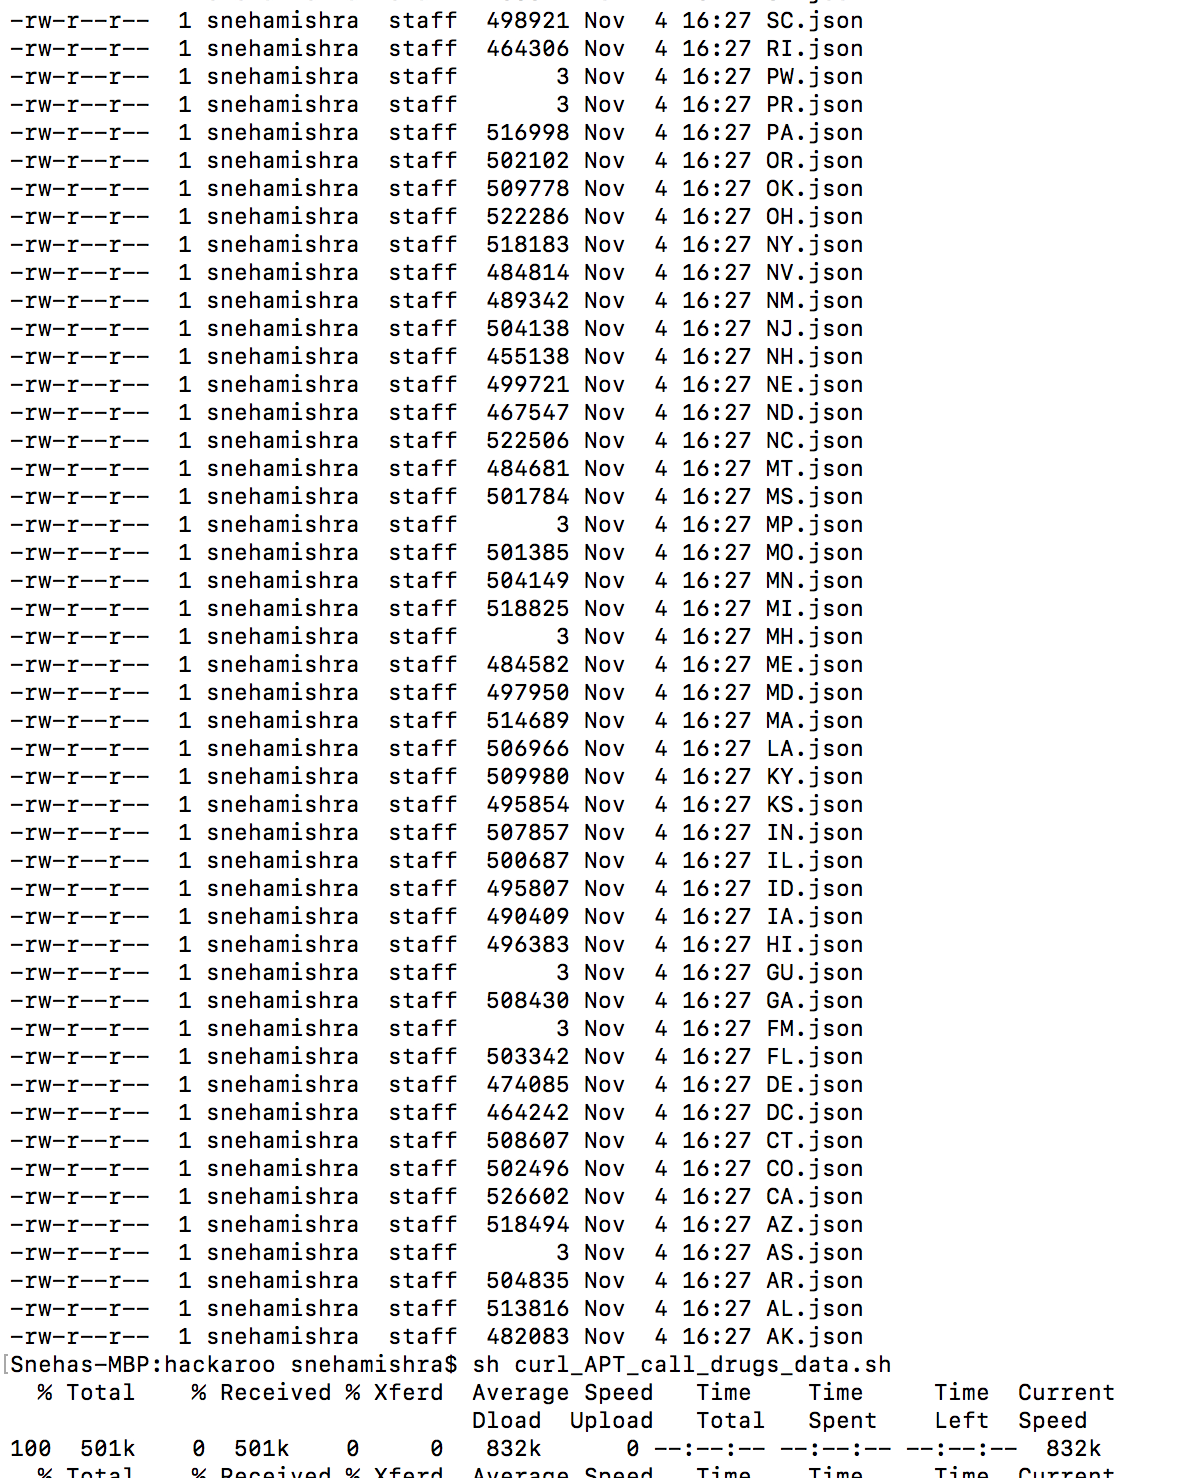 -rw-r--r--  1 snehamishra  staff  498921 Nov  4 16:27 SC.json
-rw-r--r--  1 snehamishra  staff  464306 Nov  4 16:27 RI.json
-rw-r--r--  1 snehamishra  staff       3 Nov  4 16:27 PW.json
-rw-r--r--  1 snehamishra  staff       3 Nov  4 16:27 PR.json
-rw-r--r--  1 snehamishra  staff  516998 Nov  4 16:27 PA.json
-rw-r--r--  1 snehamishra  staff  502102 Nov  4 16:27 OR.json
-rw-r--r--  1 snehamishra  staff  509778 Nov  4 16:27 OK.json
-rw-r--r--  1 snehamishra  staff  522286 Nov  4 16:27 OH.json
-rw-r--r--  1 snehamishra  staff  518183 Nov  4 16:27 NY.json
-rw-r--r--  1 snehamishra  staff  484814 Nov  4 16:27 NV.json
-rw-r--r--  1 snehamishra  staff  489342 Nov  4 16:27 NM.json
-rw-r--r--  1 snehamishra  staff  504138 Nov  4 16:27 NJ.json
-rw-r--r--  1 snehamishra  staff  455138 Nov  4 16:27 NH.json
-rw-r--r--  1 snehamishra  staff  499721 Nov  4 16:27 NE.json
-rw-r--r--  1 snehamishra  staff  467547 Nov  4 16:27 ND.json
-rw-r--r--  1 snehamishra  staff  522506 Nov  4 16:27 NC.json
-rw-r--r--  1 snehamishra  staff  484681 Nov  4 16:27 MT.json
-rw-r--r--  1 snehamishra  staff  501784 Nov  4 16:27 MS.json
-rw-r--r--  1 snehamishra  staff       3 Nov  4 16:27 MP.json
-rw-r--r--  1 snehamishra  staff  501385 Nov  4 16:27 MO.json
-rw-r--r--  1 snehamishra  staff  504149 Nov  4 16:27 MN.json
-rw-r--r--  1 snehamishra  staff  518825 Nov  4 16:27 MI.json
-rw-r--r--  1 snehamishra  staff       3 Nov  4 16:27 MH.json
-rw-r--r--  1 snehamishra  staff  484582 Nov  4 16:27 ME.json
-rw-r--r--  1 snehamishra  staff  497950 Nov  4 16:27 MD.json
-rw-r--r--  1 snehamishra  staff  514689 Nov  4 16:27 MA.json
-rw-r--r--  1 snehamishra  staff  506966 Nov  4 16:27 LA.json
-rw-r--r--  1 snehamishra  staff  509980 Nov  4 16:27 KY.json
-rw-r--r--  1 snehamishra  staff  495854 Nov  4 16:27 KS.json
-rw-r--r--  1 snehamishra  staff  507857 Nov  4 16:27 IN.json
-rw-r--r--  1 snehamishra  staff  500687 Nov  4 16:27 IL.json
-rw-r--r--  1 snehamishra  staff  495807 Nov  4 16:27 ID.json
-rw-r--r--  1 snehamishra  staff  490409 Nov  4 16:27 IA.json
-rw-r--r--  1 snehamishra  staff  496383 Nov  4 16:27 HI.json
-rw-r--r--  1 snehamishra  staff       3 Nov  4 16:27 GU.json
-rw-r--r--  1 snehamishra  staff  508430 Nov  4 16:27 GA.json
-rw-r--r--  1 snehamishra  staff       3 Nov  4 16:27 FM.json
-rw-r--r--  1 snehamishra  staff  503342 Nov  4 16:27 FL.json
-rw-r--r--  1 snehamishra  staff  474085 Nov  4 16:27 DE.json
-rw-r--r--  1 snehamishra  staff  464242 Nov  4 16:27 DC.json
-rw-r--r--  1 snehamishra  staff  508607 Nov  4 16:27 CT.json
-rw-r--r--  1 snehamishra  staff  502496 Nov  4 16:27 CO.json
-rw-r--r--  1 snehamishra  staff  526602 Nov  4 16:27 CA.json
-rw-r--r--  1 snehamishra  staff  518494 Nov  4 16:27 AZ.json
-rw-r--r--  1 snehamishra  staff       3 Nov  4 16:27 AS.json
-rw-r--r--  1 snehamishra  staff  504835 Nov  4 16:27 AR.json
-rw-r--r--  1 snehamishra  staff  513816 Nov  4 16:27 AL.json
-rw-r--r--  1 snehamishra  staff  482083 Nov  4 16:27 AK.json
[Snehas-MBP:hackaroo snehamishra$ sh curl_APT_call_drugs_data.sh
  % Total    % Received % Xferd  Average Speed   Time    Time     Time  Current
                                 Dload  Upload   Total   Spent    Left  Speed
100  501k    0  501k    0     0   832k      0 --:--:-- --:--:-- --:--:--  832k
  % Total    % Received % Xferd  Average Speed   Time    Time     Time  Current